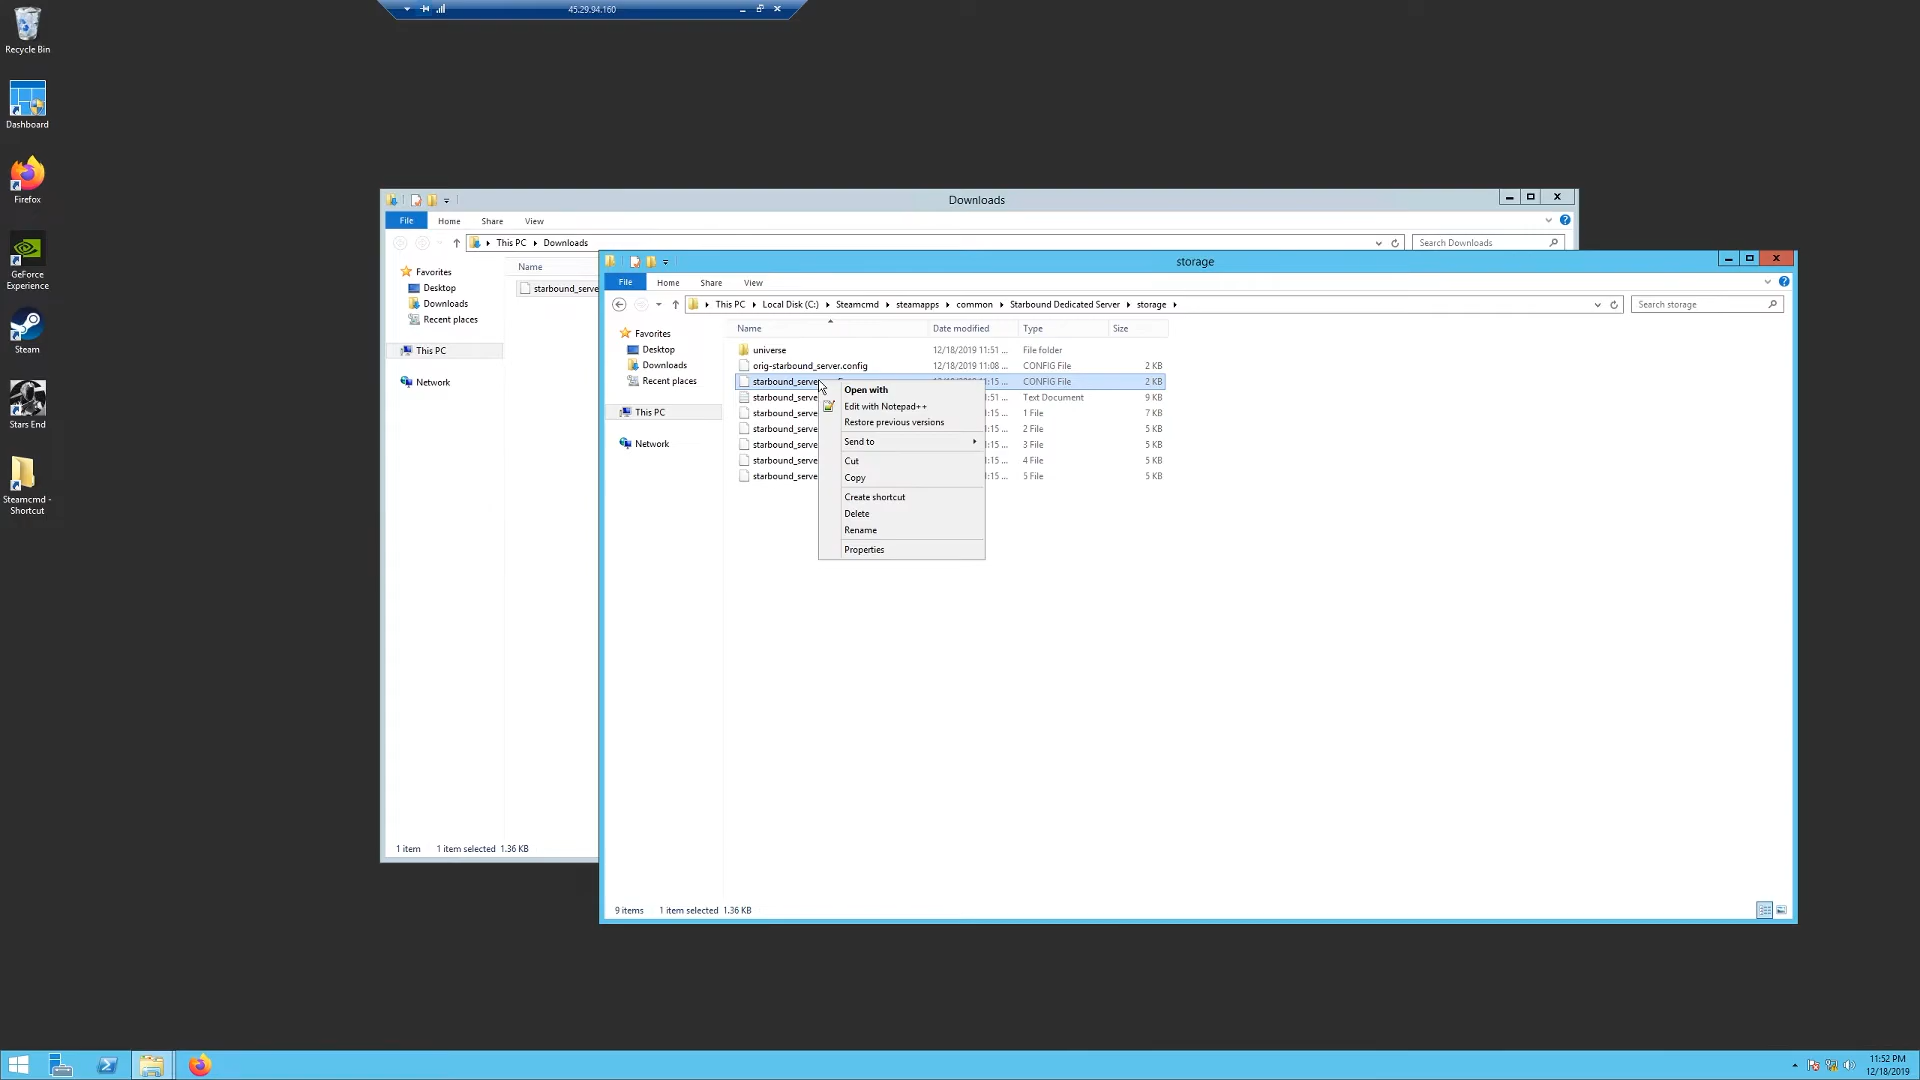 45.29.94.160
Recycle Bin
Dashboard
Firefox
GeForce
Experience
Steam
Stars End
Steamcmd -
Shortcut
Downloads
File Home Share View
This PC Downloads
Search Downloads
Favorites
Desktop
Downloads
Recent places
This PC
Network
Name
starbound_serve
1 item 1 item selected 1.36 KB
storage
File Home Share View
This PC Local Disk (C:) Steamcmd steamapps common Starbound Dedicated Server storage
Search storage
Favorites
Desktop
Downloads
Recent places
This PC
Network
Name Date modified Type Size
universe 12/18/2019 11:51 ... File folder
orig-starbound_server.config 12/18/2019 11:08 ... CONFIG File 2 KB
starbound_serve :15 ... CONFIG File 2 KB
starbound_serve :51 ... Text Document 9 KB
starbound_serve :15 ... 1 File 7 KB
starbound_serve :15 ... 2 File 5 KB
starbound_serve :15 ... 3 File 5 KB
starbound_serve :15 ... 4 File 5 KB
starbound_serve :15 ... 5 File 5 KB
Open with
Edit with Notepad++
Restore previous versions
Send to
Cut
Copy
Create shortcut
Delete
Rename
Properties
9 items 1 item selected 1.36 KB
11:52 PM
12/18/2019